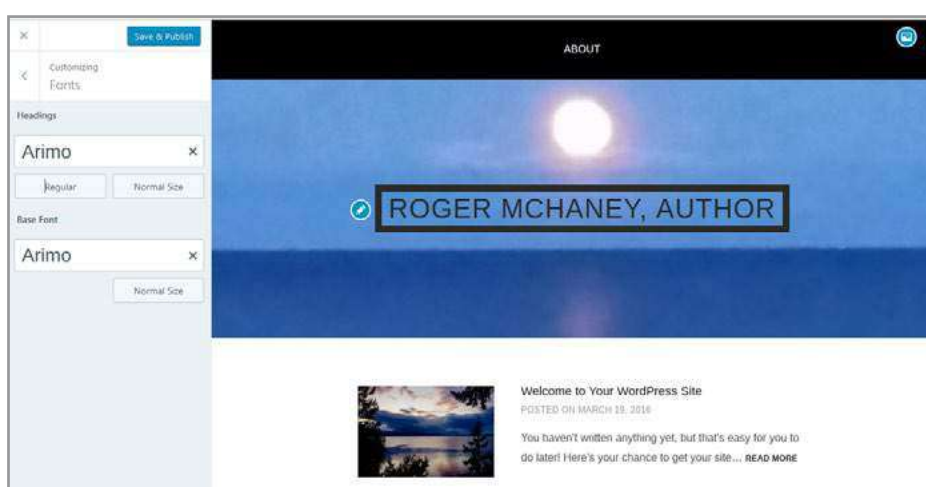 Save & Publish
Customizing
Fonts
Headings
Arimo
Regular
Normal Size
Base Font
Arimo
Normal Size
ABOUT
ROGER MCHANEY, AUTHOR
Welcome to Your WordPress Site
POSTED ON MARCH 19, 2016
You haven't written anything yet, but that's easy for you to
do later! Here's your chance to get your site... READ MORE